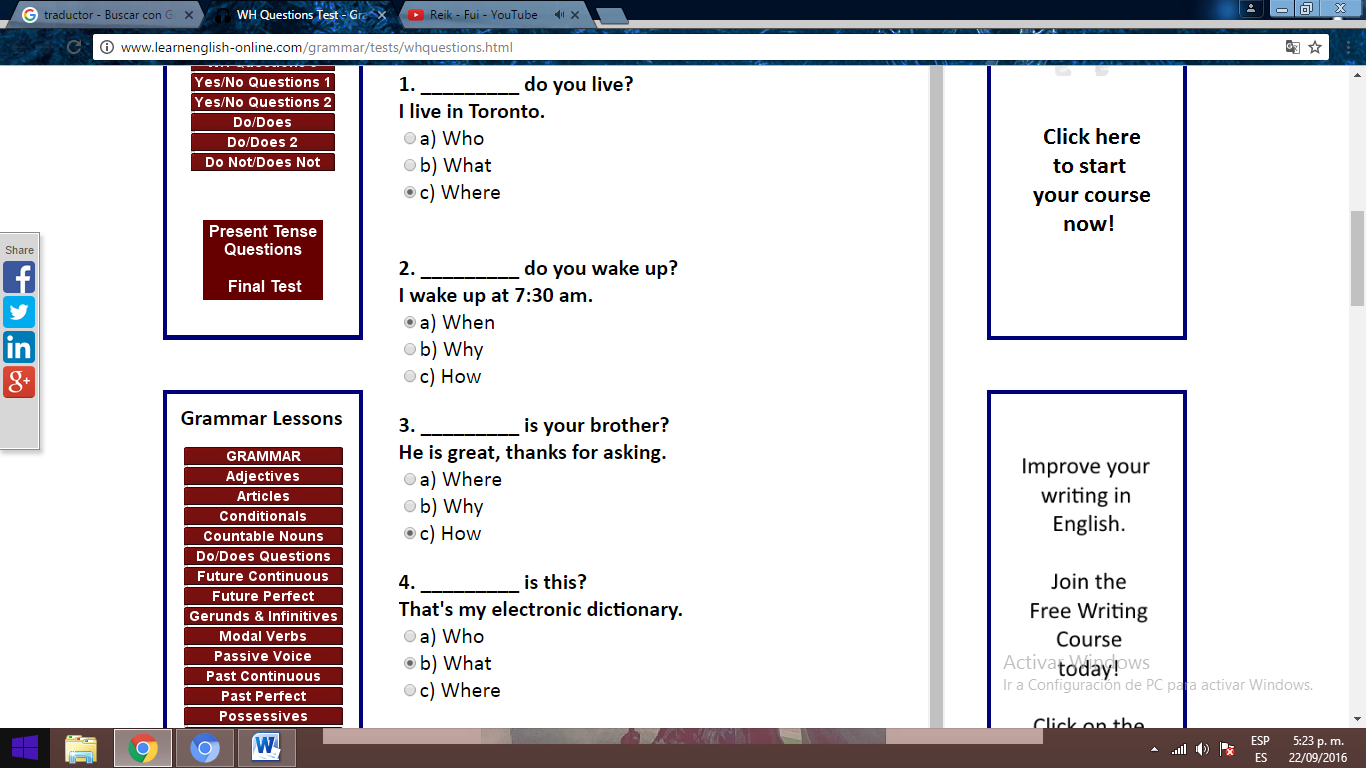 traductor - Buscar con G
WH Questions Test - Gra
Reik - Fui - YouTube
www.learnenglish-online.com/grammar/tests/whquestions.html
Yes/No Questions 1
Yes/No Questions 2
Do/Does
Do/Does 2
Do Not/Does Not
Present Tense
Questions
Final Test
Share
Grammar Lessons
GRAMMAR
Adjectives
Articles
Conditionals
Countable Nouns
Do/Does Questions
Future Continuous
Future Perfect
Gerunds & Infinitives
Modal Verbs
Passive Voice
Past Continuous
Past Perfect
Possessives
1. _________ do you live?
I live in Toronto.
a) Who
b) What
c) Where
2. _________ do you wake up?
I wake up at 7:30 am.
a) When
b) Why
c) How
3. _________ is your brother?
He is great, thanks for asking.
a) Where
b) Why
c) How
4. _________ is this?
That's my electronic dictionary.
a) Who
b) What
c) Where
Click here
to start
your course
now!
Improve your
writing in
English.
Join the
Free Writing
Course
today!
Click on the
Activar Windows
Ir a Configuración de PC para activar Windows.
ESP
ES
5:23 p. m.
22/09/2016